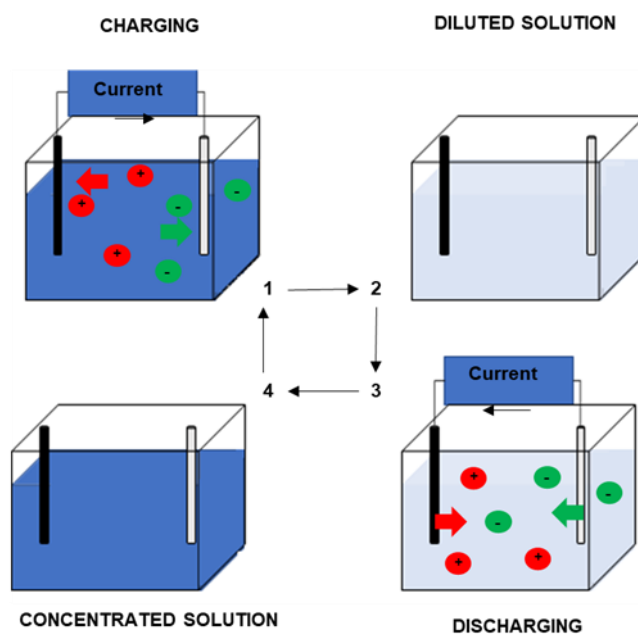 CHARGING
DILUTED SOLUTION
Current
+
+
-
-
+
-
1
2
4
3
Current
+
-
-
-
+
+
CONCENTRATED SOLUTION
DISCHARGING